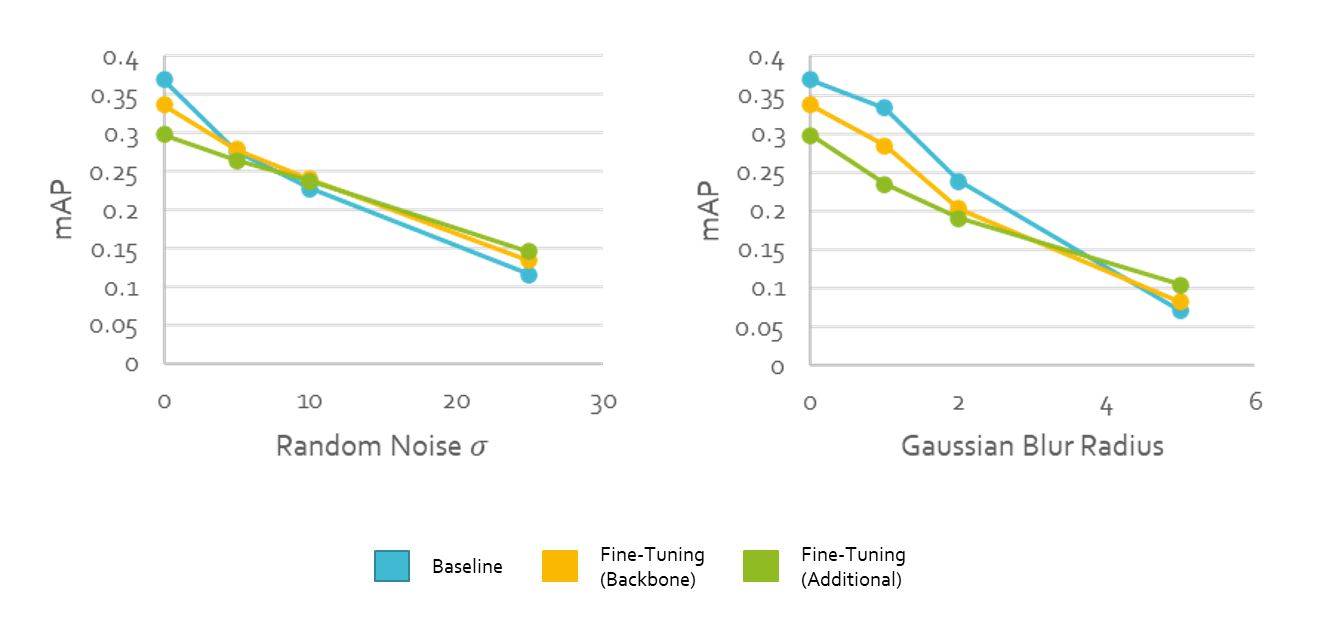 0.4
0.35
0.3
0.25
0.2
0.15
0.1
0.05
0
mAP
0 10 20 30
Random Noise σ
0.4
0.35
0.3
0.25
0.2
0.15
0.1
0.05
0
mAP
0 2 4 6
Gaussian Blur Radius
Baseline
Fine-Tuning
(Backbone)
Fine-Tuning
(Additional)